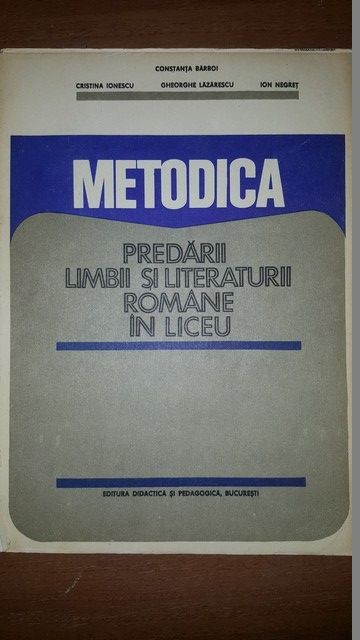 CONSTANȚA BĂRBOI
CRISTINA IONESCU GHEORGHE LĂZĂRESCU ION NEGREȚ
METODICA
PREDĂRII
LIMBII ȘI LITERATURII
ROMÂNE
ÎN LICEU
EDITURA DIDACTICĂ ȘI PEDAGOGICĂ, BUCUREȘTI